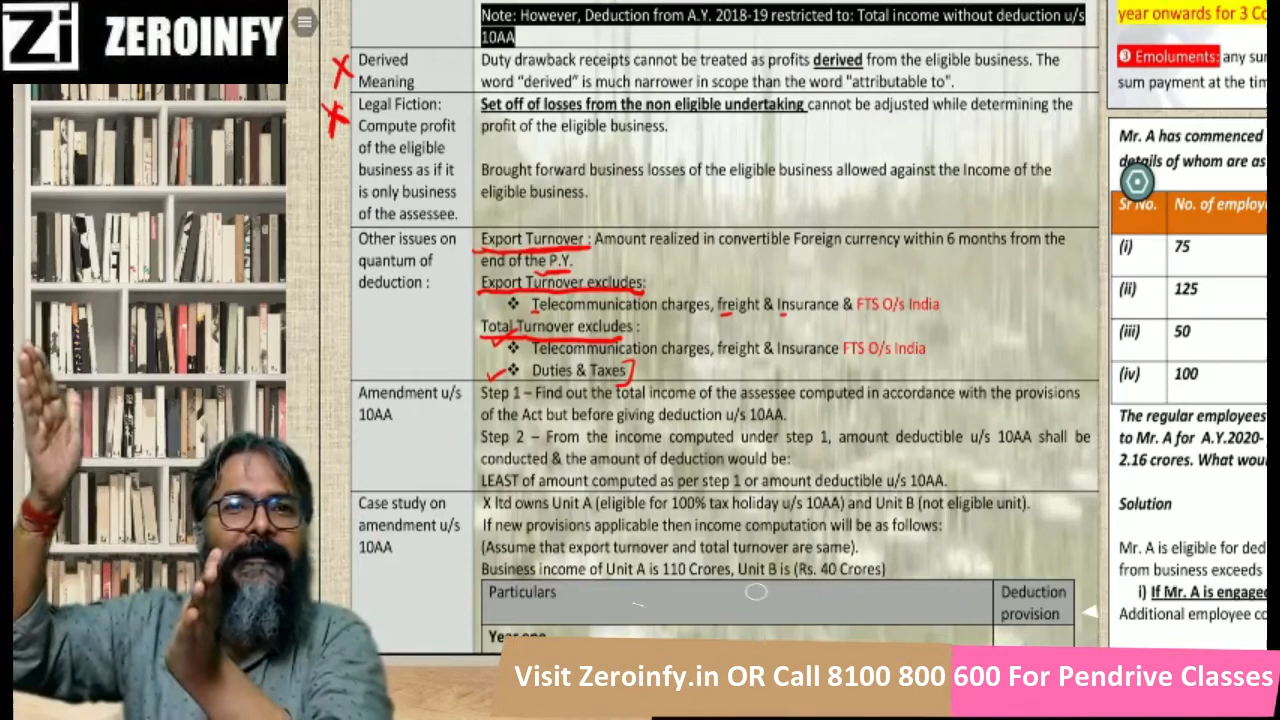 Zi ZEROINFY
Note: However, Deduction from A.Y. 2018-19 restricted to: Total income without deduction u/s
10AA
Derived
Meaning
Duty drawback receipts cannot be treated as profits derived from the eligible business. The
word “derived” is much narrower in scope than the word "attributable to".
Legal Fiction:
Compute profit
of the eligible
business as if it
is only business
of the assessee.
Set off of losses from the non eligible undertaking cannot be adjusted while determining the
profit of the eligible business.
Brought forward business losses of the eligible business allowed against the Income of the
eligible business.
Other issues on
quantum of
deduction :
Export Turnover : Amount realized in convertible Foreign currency within 6 months from the
end of the P.Y.
Export Turnover excludes:
❖ Telecommunication charges, freight & Insurance & FTS O/s India
Total Turnover excludes :
❖ Telecommunication charges, freight & Insurance FTS O/s India
❖ Duties & Taxes
Amendment u/s
10AA
Step 1 – Find out the total income of the assessee computed in accordance with the provisions
of the Act but before giving deduction u/s 10AA.
Step 2 – From the income computed under step 1, amount deductible u/s 10AA shall be
conducted & the amount of deduction would be:
LEAST of amount computed as per step 1 or amount deductible u/s 10AA.
Case study on
amendment u/s
10AA
X ltd owns Unit A (eligible for 100% tax holiday u/s 10AA) and Unit B (not eligible unit).
If new provisions applicable then income computation will be as follows:
(Assume that export turnover and total turnover are same).
Business income of Unit A is 110 Crores, Unit B is (Rs. 40 Crores)
Particulars
Deduction
provision
year onwards for 3
❸ Emoluments: any
sum payment at the
Mr. A has commenced
details of whom are as
Sr No. No. of
(i) 75
(ii) 125
(iii) 50
(iv) 100
The regular employees
to Mr. A for A.Y.2020-
2.16 crores. What
Solution
Mr. A is eligible for
from business exceeds
i) If Mr. A is
Additional employee
Visit Zeroinfy.in OR Call 8100 800 600 For Pendrive Classes